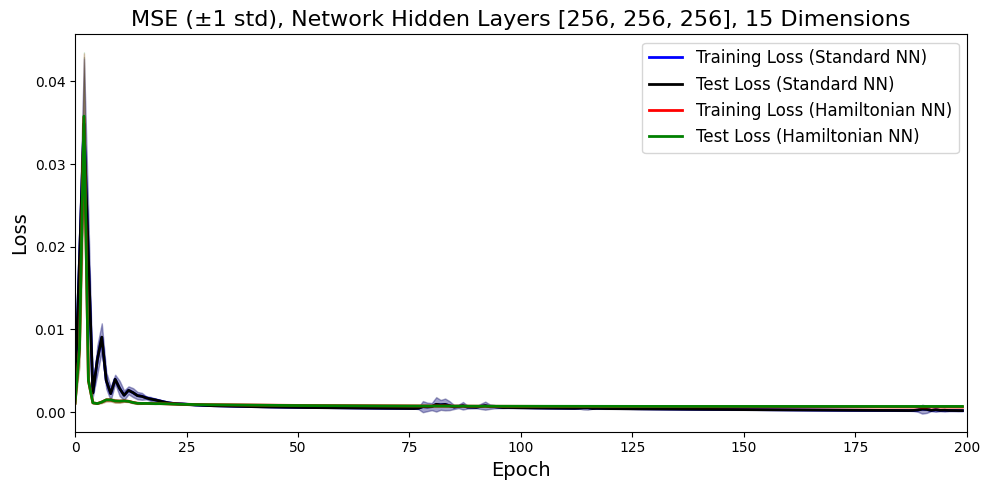 MSE (±1 std), Network Hidden Layers [256, 256, 256], 15 Dimensions
Training Loss (Standard NN)
Test Loss (Standard NN)
Training Loss (Hamiltonian NN)
Test Loss (Hamiltonian NN)
Loss
0.04
0.03
0.02
0.01
0.00
0 25 50 75 100 125 150 175 200
Epoch